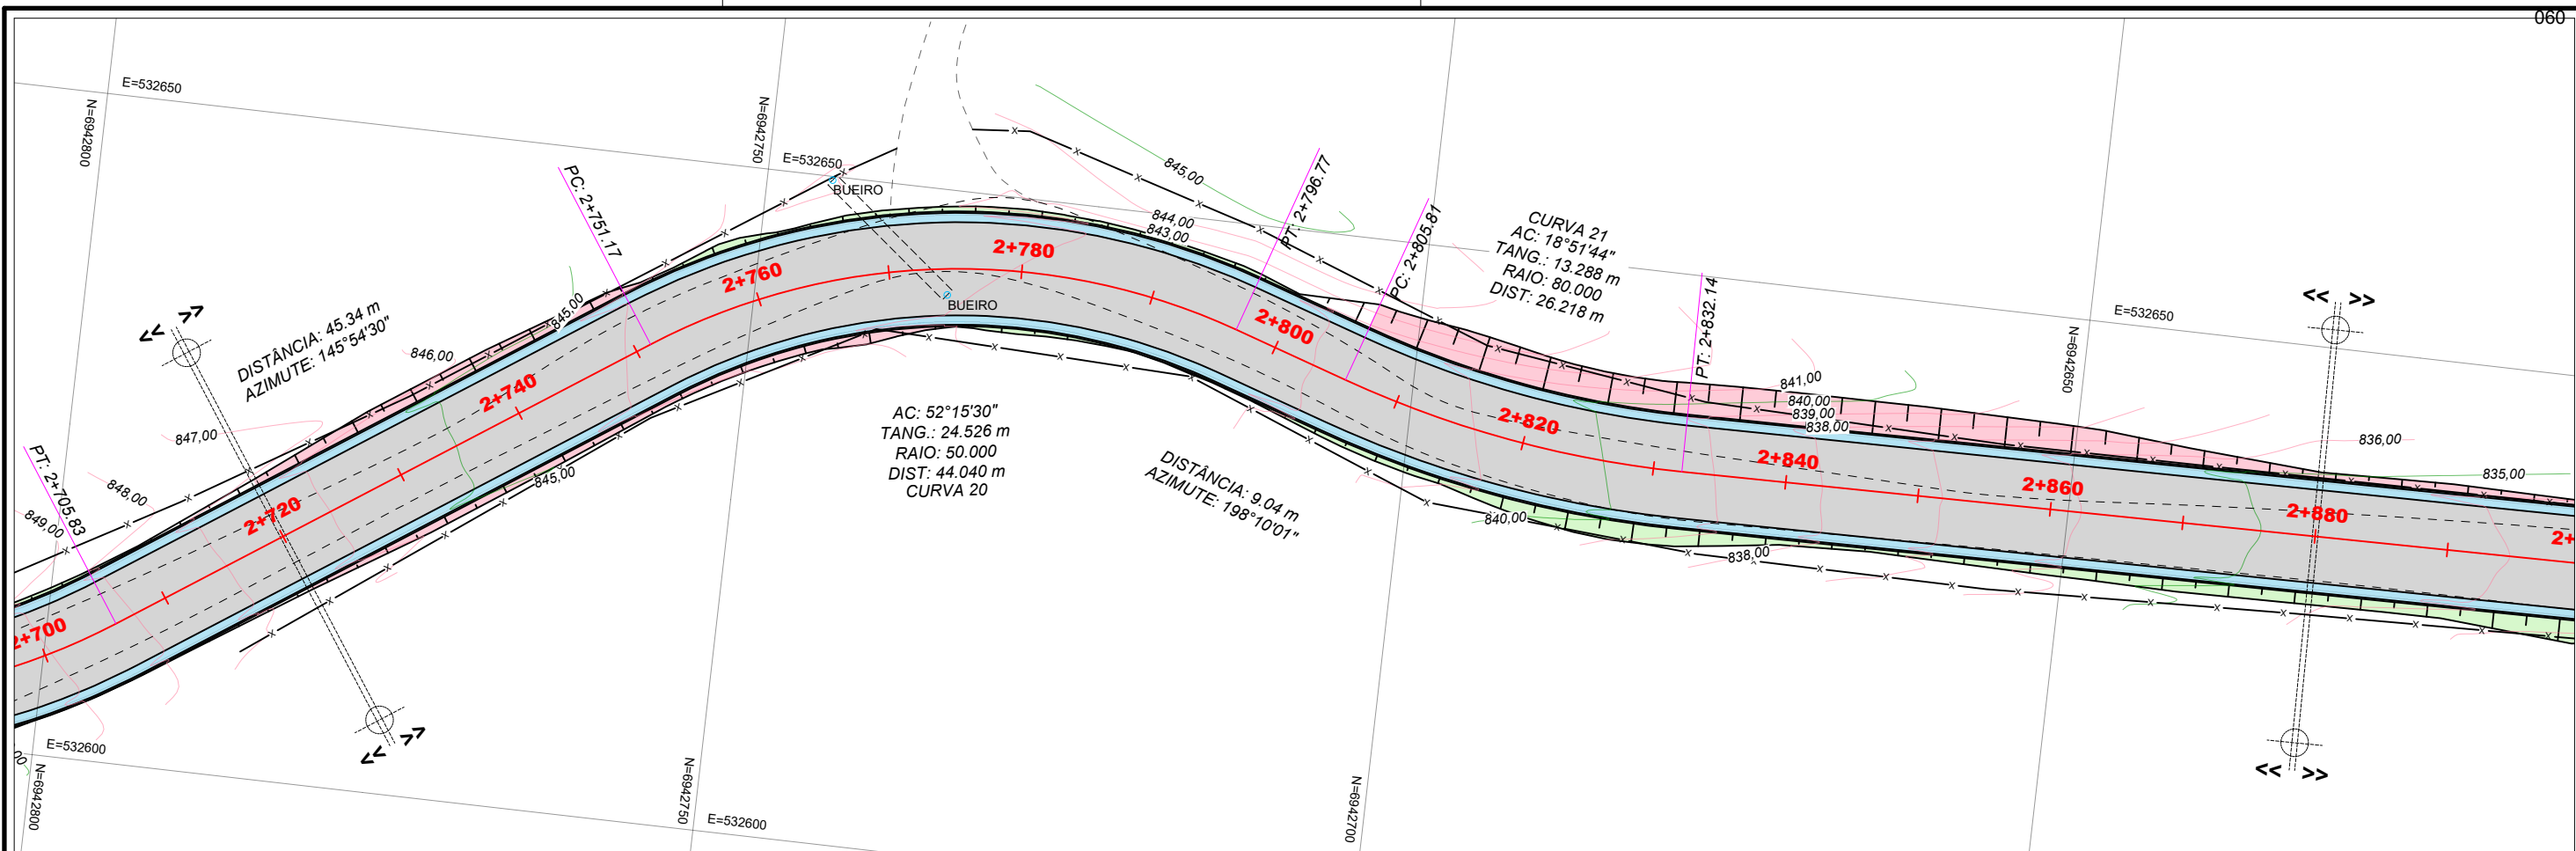 060
E=532650
N=6942800
N=6942750
E=532650
BUEIRO
BUEIRO
PC: 2+751.17
845,00
844,00
843,00
PT: 2+796.77
PC: 2+805.81
CURVA 21
AC: 18°51'44"
TANG.: 13.288 m
RAIO: 80.000
DIST: 26.218 m
PT: 2+832.14
E=532650
N=6942650
<< >>
<< >>
DISTÂNCIA: 45.34 m
AZIMUTE: 145°54'30"
845,00
846,00
847,00
848,00
849,00
PT: 2+705.83
2+700
2+720
2+740
2+760
2+780
2+800
2+820
2+840
2+860
2+880
2+
841,00
840,00
839,00
838,00
836,00
835,00
845,00
AC: 52°15'30"
TANG.: 24.526 m
RAIO: 50.000
DIST: 44.040 m
CURVA 20
DISTÂNCIA: 9.04 m
AZIMUTE: 198°10'01"
840,00
838,00
00
E=532600
N=6942800
<< >>
N=6942750
E=532600
N=6942700
<< >>